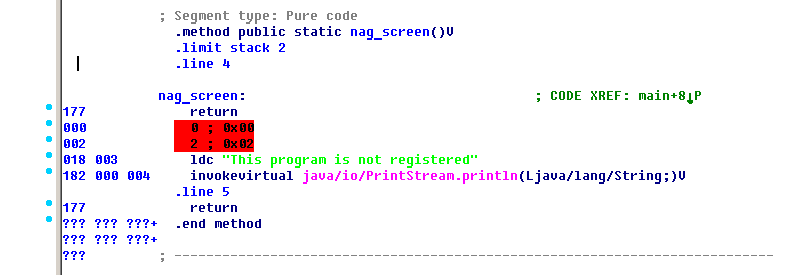 ; Segment type: Pure code
.method public static nag_screen()V
.limit stack 2
.line 4
nag_screen: ; CODE XREF: main+8↓P
177 return
000 0 ; 0x00
002 2 ; 0x02
018 003 ldc "This program is not registered"
182 000 004 invokevirtual java/io/PrintStream.println(Ljava/lang/String;)V
.line 5
177 return
??? ??? ???+ .end method
??? ??? ???+
??? ; ---------------------------------------------------------------------------